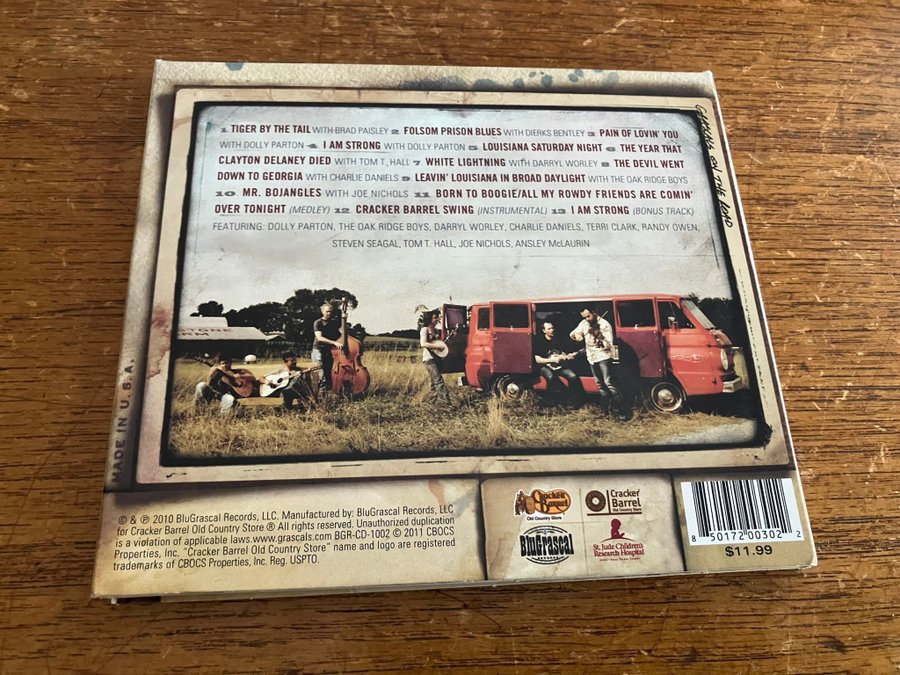 1 TIGER BY THE TAIL WITH BRAD PAISLEY 2 FOLSOM PRISON BLUES WITH DIERKS BENTLEY 3 PAIN OF LOVIN' YOU
WITH DOLLY PARTON 4 I AM STRONG WITH DOLLY PARTON 5 LOUISIANA SATURDAY NIGHT 6 THE YEAR THAT
CLAYTON DELANEY DIED WITH TOM T. HALL 7 WHITE LIGHTNING WITH DARRYL WORLEY 8 THE DEVIL WENT
DOWN TO GEORGIA WITH CHARLIE DANIELS 9 LEAVIN' LOUISIANA IN BROAD DAYLIGHT WITH THE OAK RIDGE BOYS
10 MR. BOJANGLES WITH JOE NICHOLS 11 BORN TO BOOGIE/ALL MY ROWDY FRIENDS ARE COMIN'
OVER TONIGHT (MEDLEY) 12 CRACKER BARREL SWING (INSTRUMENTAL) 13 I AM STRONG (BONUS TRACK)
FEATURING: DOLLY PARTON, THE OAK RIDGE BOYS, DARRYL WORLEY, CHARLIE DANIELS, TERRI CLARK, RANDY OWEN,
STEVEN SEAGAL, TOM T. HALL, JOE NICHOLS, ANSLEY McLAURIN
MADE IN U.S.A.
© & ℗ 2010 BluGrascal Records, LLC. Manufactured by: BluGrascal Records, LLC
for Cracker Barrel Old Country Store ® All rights reserved. Unauthorized duplication
is a violation of applicable laws.www.grascals.com BGR-CD-1002 © 2011 CBOCS
Properties, Inc. "Cracker Barrel Old Country Store" name and logo are registered
trademarks of CBOCS Properties, Inc. Reg. USPTO.
Cracker Barrel
Old Country Store
Cracker Barrel
Old Country Store
BluGrascal
RECORDS
St. Jude Children's
Research Hospital
8 50172 00302 2
$11.99